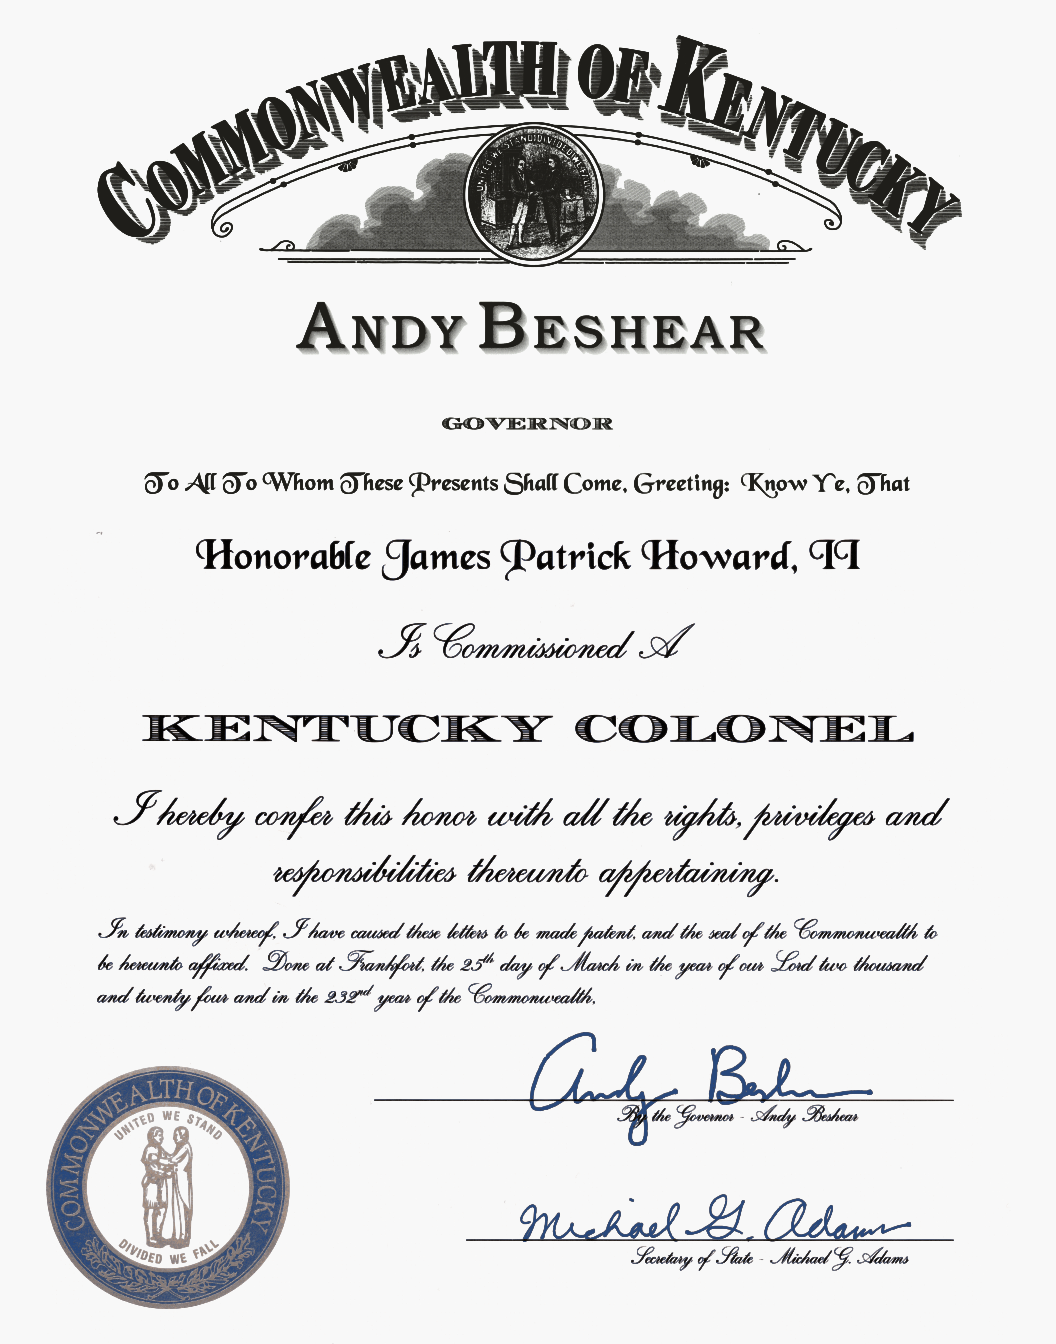 COMMONWEALTH OF KENTUCKY
UNITED WE STAND DIVIDED WE FALL
ANDY BESHEAR
GOVERNOR
To All To Whom These Presents Shall Come, Greeting: Know Ye, That
Honorable James Patrick Howard, II
Is Commissioned A
KENTUCKY COLONEL
I hereby confer this honor with all the rights, privileges and
responsibilities thereunto appertaining.
In testimony whereof, I have caused these letters to be made patent, and the seal of the Commonwealth to
be hereunto affixed. Done at Frankfort, the 25th day of March in the year of our Lord two thousand
and twenty four and in the 232nd year of the Commonwealth.
Andy Beshear
By the Governor - Andy Beshear
COMMONWEALTH OF KENTUCKY
UNITED WE STAND
DIVIDED WE FALL
Michael G. Adams
Secretary of State - Michael G. Adams